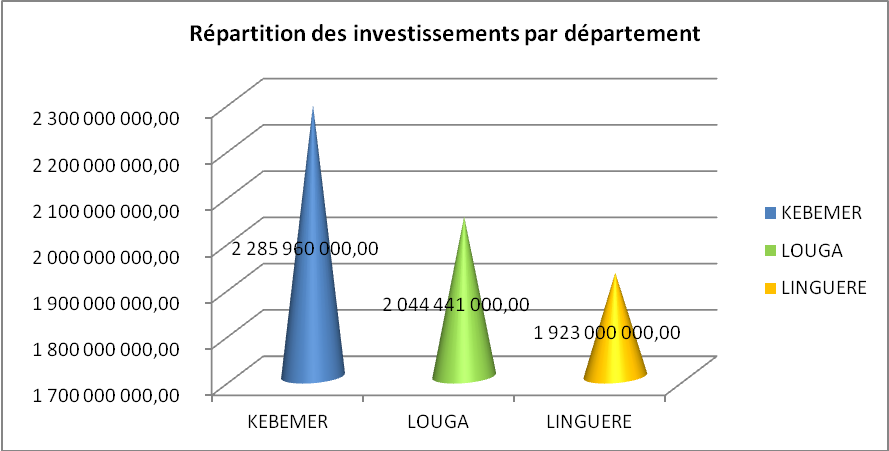 Répartition des investissements par département
2 300 000 000,00
2 200 000 000,00
2 100 000 000,00
2 000 000 000,00
1 900 000 000,00
1 800 000 000,00
1 700 000 000,00
2 285 960 000,00
2 044 441 000,00
1 923 000 000,00
KEBEMER
LOUGA
LINGUERE
KEBEMER
LOUGA
LINGUERE